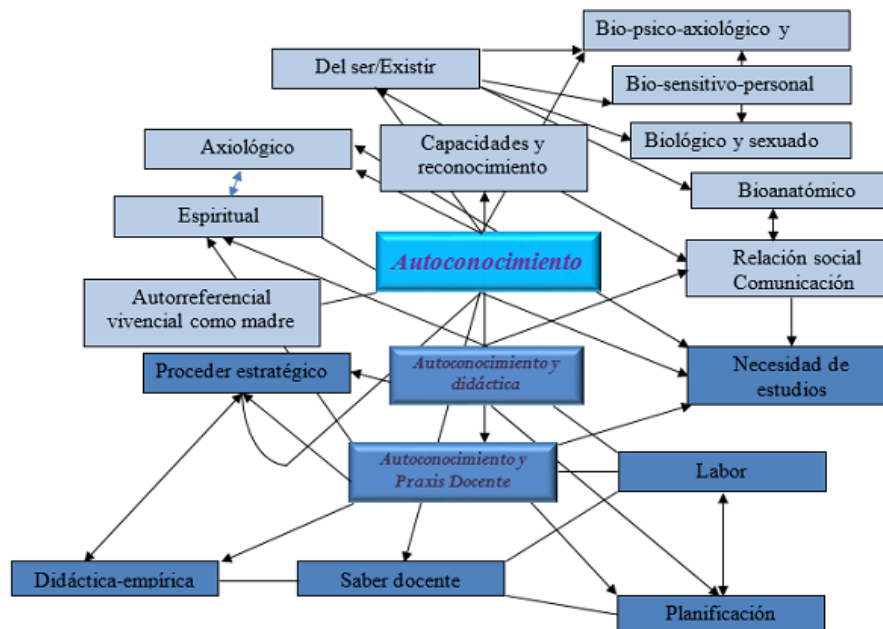 Bio-psico-axiológico y
Del ser/Existir
Bio-sensitivo-personal
Axiológico
Capacidades y
reconocimiento
Biológico y sexuado
Bioanatómico
Espiritual
Autoconocimiento
Relación social
Comunicación
Autorreferencial
vivencial como madre
Proceder estratégico
Autoconocimiento y
didáctica
Necesidad de
estudios
Autoconocimiento y
Praxis Docente
Labor
Didáctica-empírica
Saber docente
Planificación